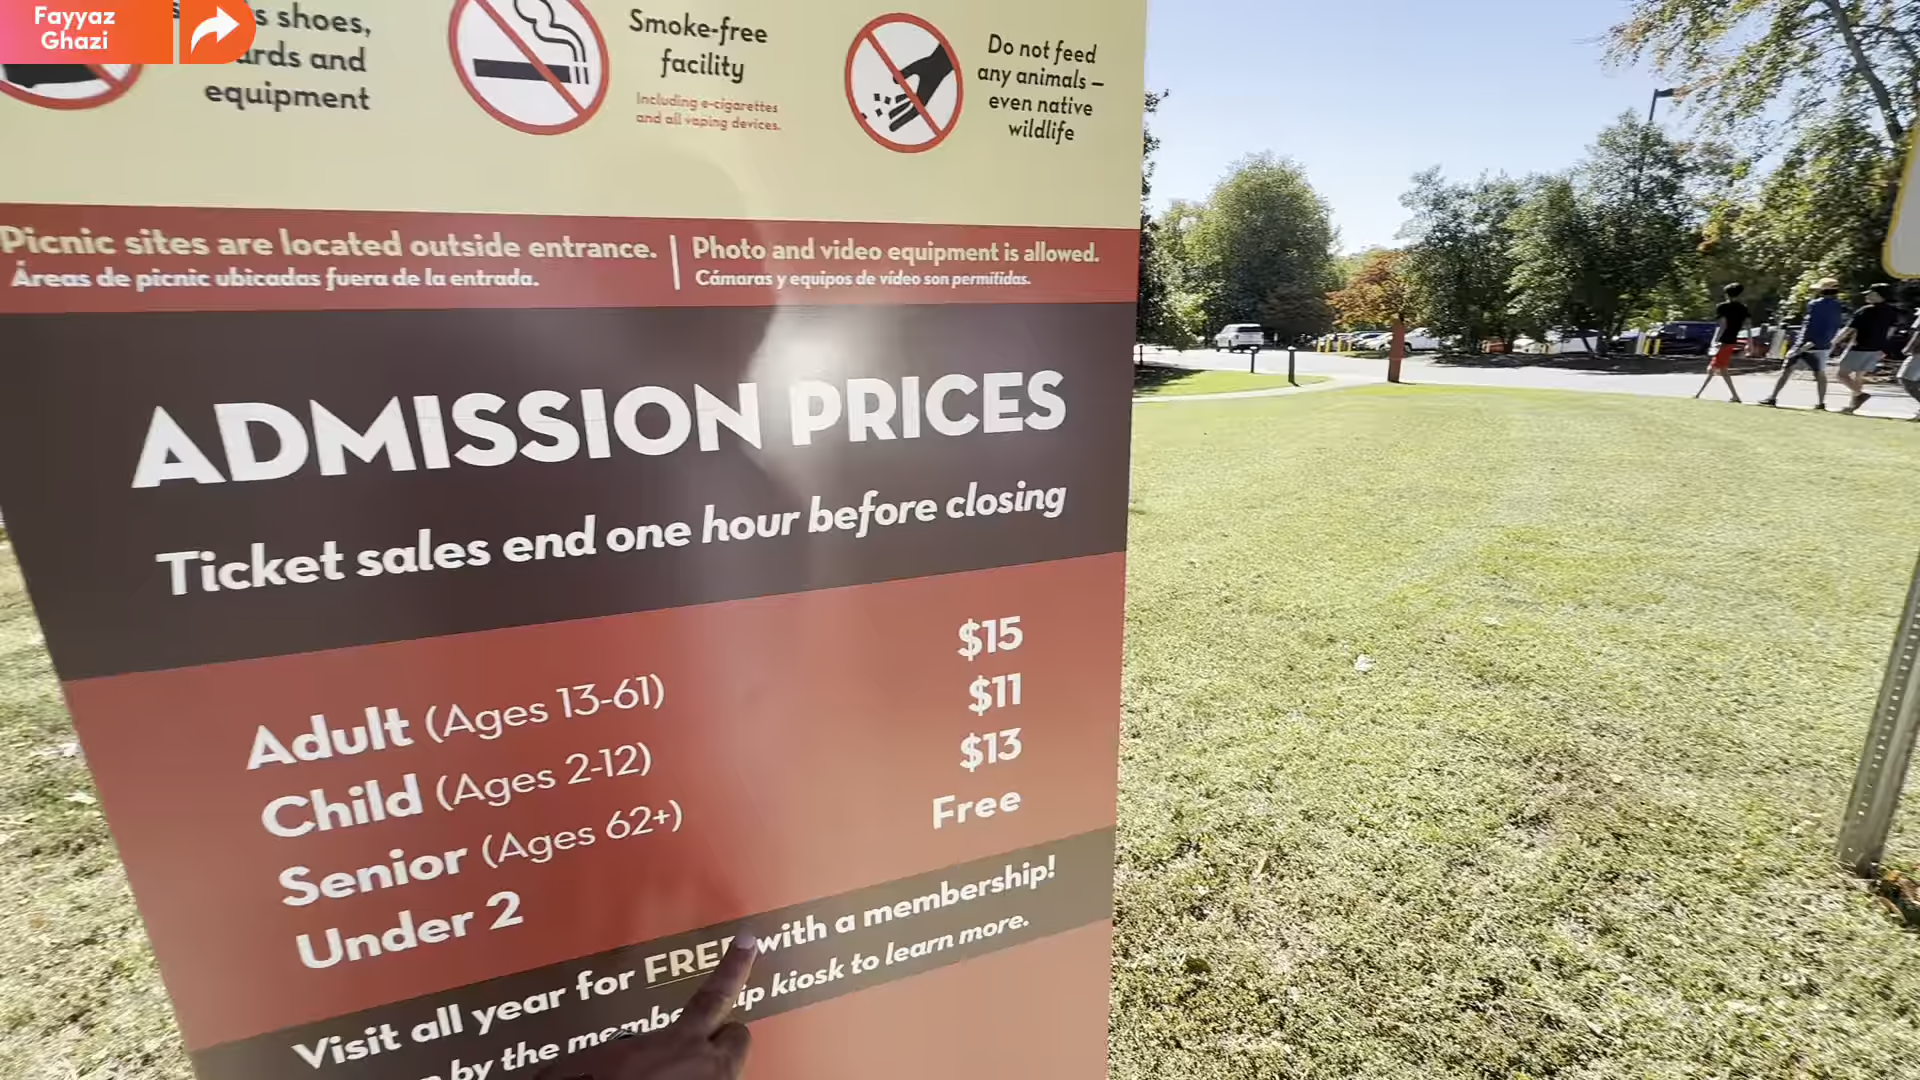 Fayyaz
Ghazi
s shoes,
ards and
equipment
Smoke-free
facility
Including e-cigarettes
and all vaping devices.
Do not feed
any animals –
even native
wildlife
Picnic sites are located outside entrance.
Áreas de picnic ubicadas fuera de la entrada.
Photo and video equipment is allowed.
Cámaras y equipos de vídeo son permitidas.
ADMISSION PRICES
Ticket sales end one hour before closing
Adult (Ages 13-61) $15
Child (Ages 2-12) $11
Senior (Ages 62+) $13
Under 2 Free
Visit all year for FREE with a membership!
by the membe ip kiosk to learn more.